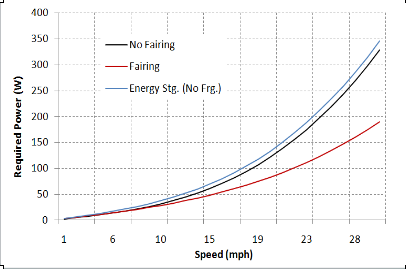 400
350
300
250
200
150
100
50
0
Required Power (W)
No Fairing
Fairing
Energy Stg. (No Frg.)
1 6 10 15 19 23 28
Speed (mph)